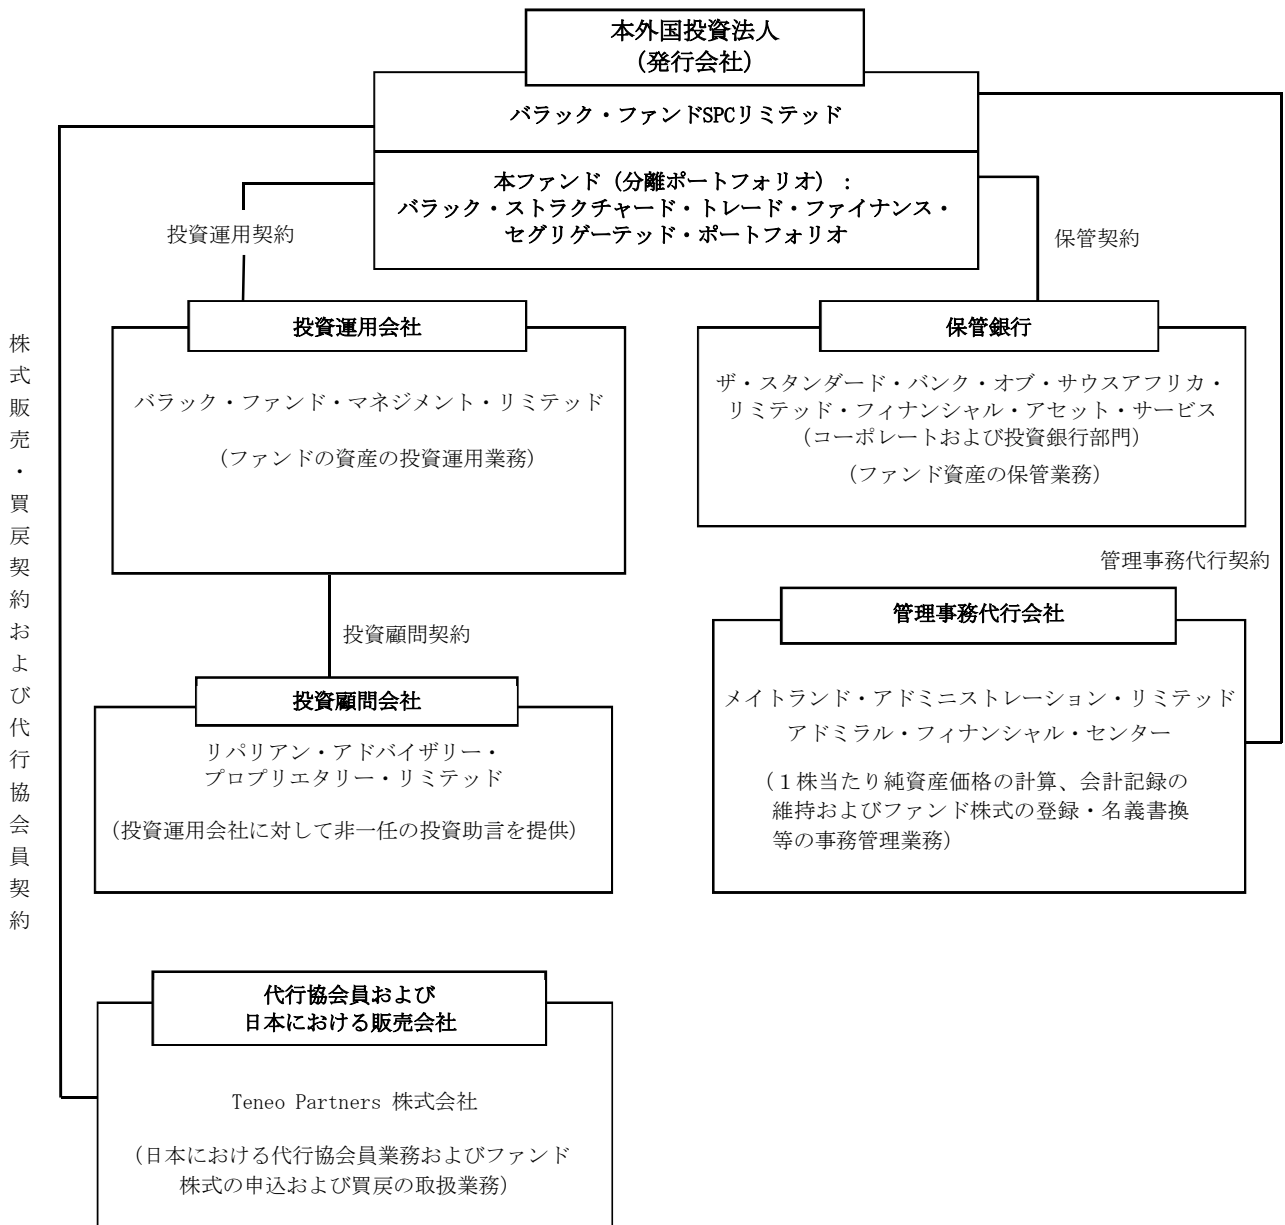 本外国投資法人
(発行会社)
バラック・ファンドSPCリミテッド
本ファンド(分離ポートフォリオ):
バラック・ストラクチャード・トレード・ファイナンス・
セグリゲーテッド・ポートフォリオ
投資運用契約
保管契約
株式販売・買戻契約および代行協会員契約
投資運用会社
バラック・ファンド・マネジメント・リミテッド
(ファンドの資産の投資運用業務)
保管銀行
ザ・スタンダード・バンク・オブ・サウスアフリカ・
リミテッド・フィナンシャル・アセット・サービス
(コーポレートおよび投資銀行部門)
(ファンド資産の保管業務)
管理事務代行契約
投資顧問契約
管理事務代行会社
メイトランド・アドミニストレーション・リミテッド
アドミラル・フィナンシャル・センター
(1株当たり純資産価格の計算、会計記録の
維持およびファンド株式の登録・名義書換
等の事務管理業務)
投資顧問会社
リパリアン・アドバイザリー・
プロプリエタリー・リミテッド
(投資運用会社に対して非一任の投資助言を提供)
代行協会員および
日本における販売会社
Teneo Partners 株式会社
(日本における代行協会員業務およびファンド
株式の申込および買戻の取扱業務)